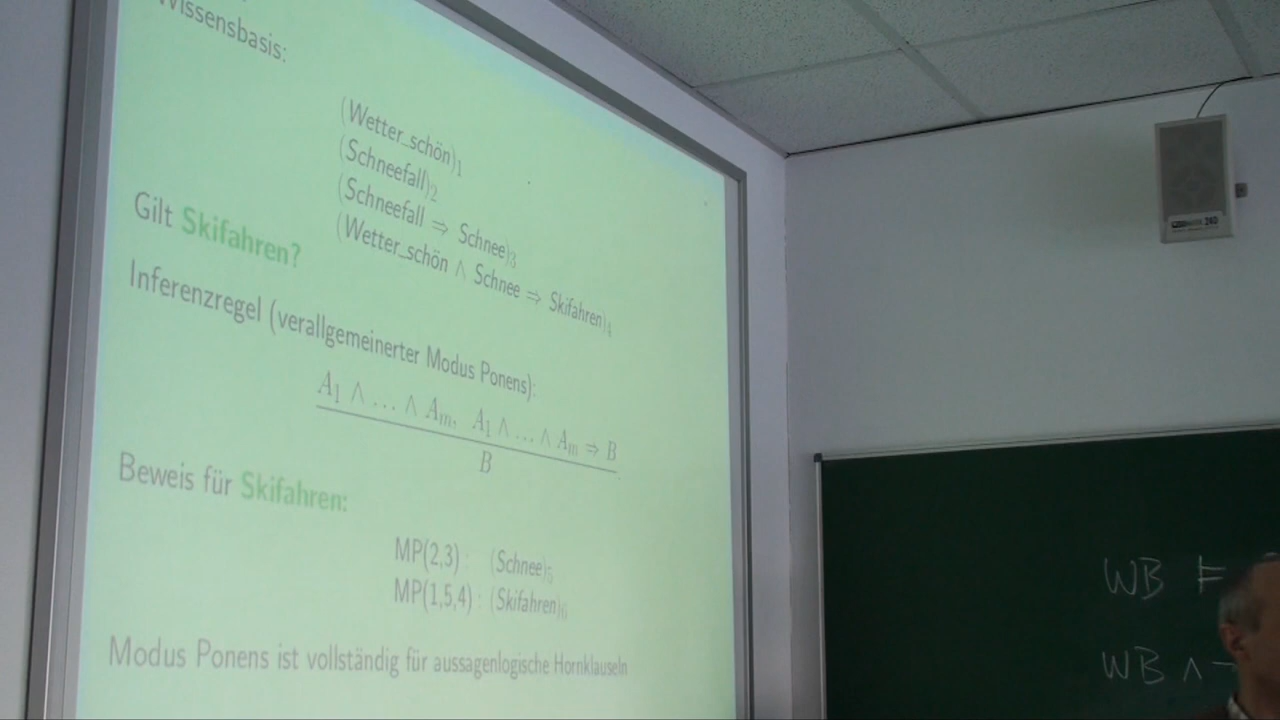 Wissensbasis:
(Wetter_schön)₁
(Schneefall)₂
(Schneefall ⇒ Schnee)₃
(Wetter_schön ∧ Schnee ⇒ Skifahren)₄
Gilt Skifahren?
Inferenzregel (verallgemeinerter Modus Ponens):
A₁ ∧ … ∧ Aₘ, A₁ ∧ … ∧ Aₘ ⇒ B
B
Beweis für Skifahren:
MP(2,3) : (Schnee)₅
MP(1,5,4) : (Skifahren)₆
Modus Ponens ist vollständig für aussagenlogische Hornklauseln
WB ⊨
WB ∧ ¬